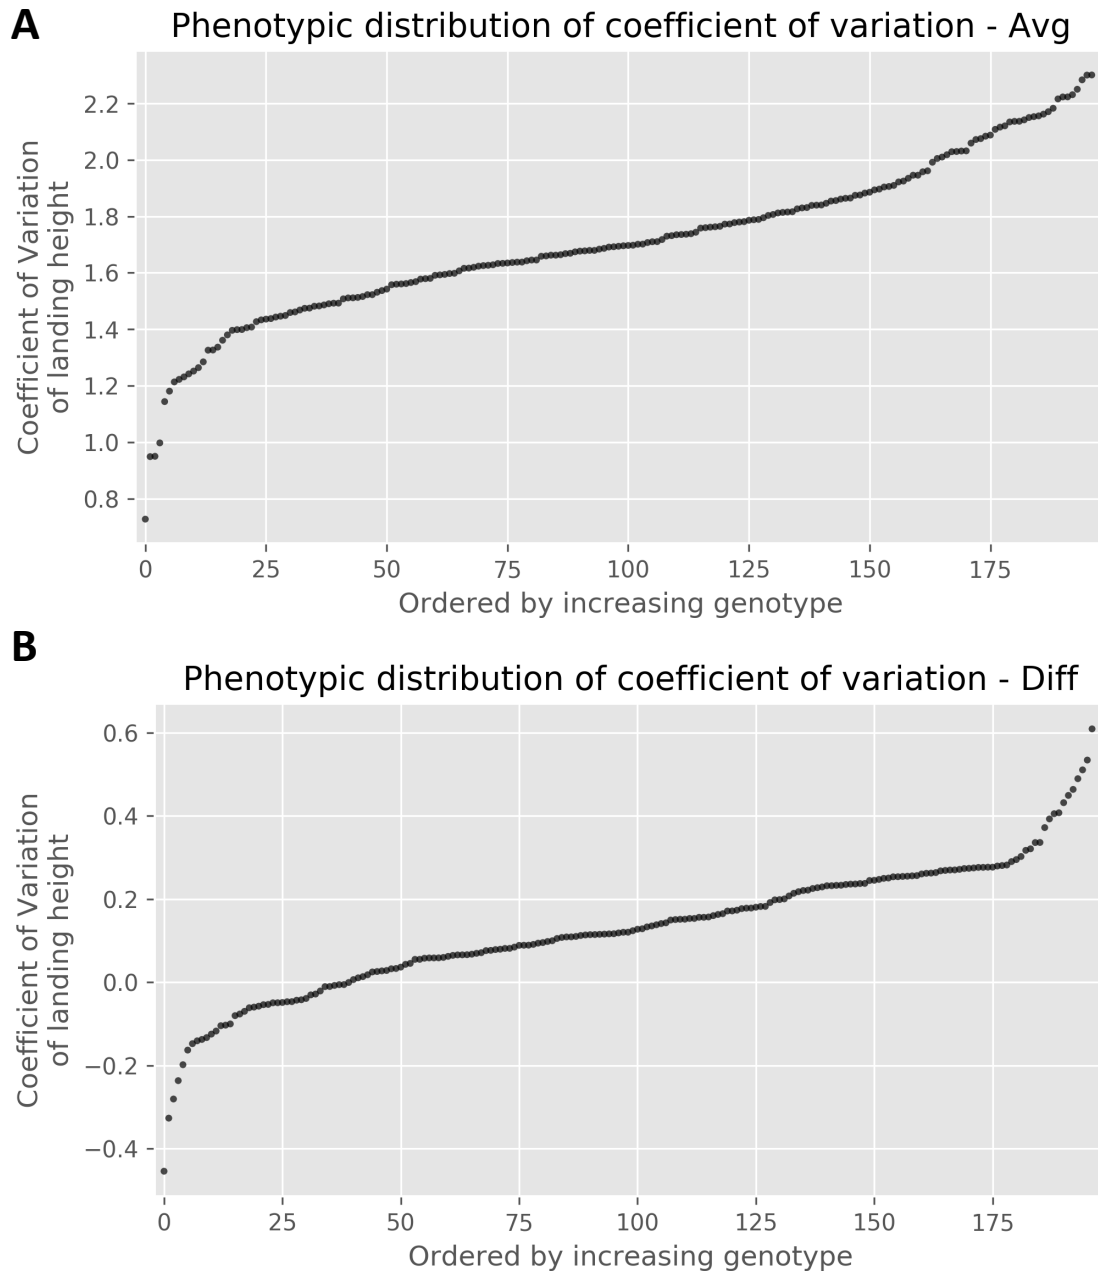 A
Phenotypic distribution of coefficient of variation - Avg
Coefficient of Variation
of landing height
2.2
2.0
1.8
1.6
1.4
1.2
1.0
0.8
0 25 50 75 100 125 150 175
Ordered by increasing genotype
B
Phenotypic distribution of coefficient of variation - Diff
Coefficient of Variation
of landing height
0.6
0.4
0.2
0.0
−0.2
−0.4
0 25 50 75 100 125 150 175
Ordered by increasing genotype